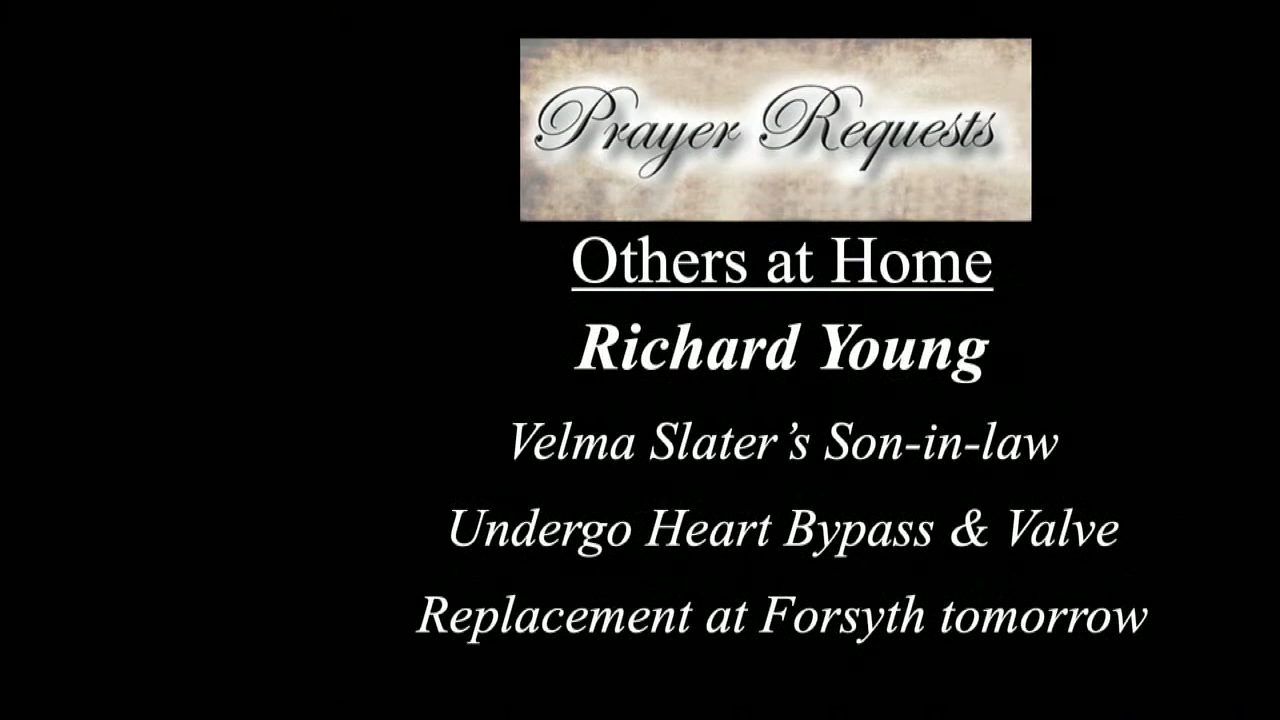 Prayer Requests
Others at Home
Richard Young
Velma Slater’s Son-in-law
Undergo Heart Bypass & Valve
Replacement at Forsyth tomorrow